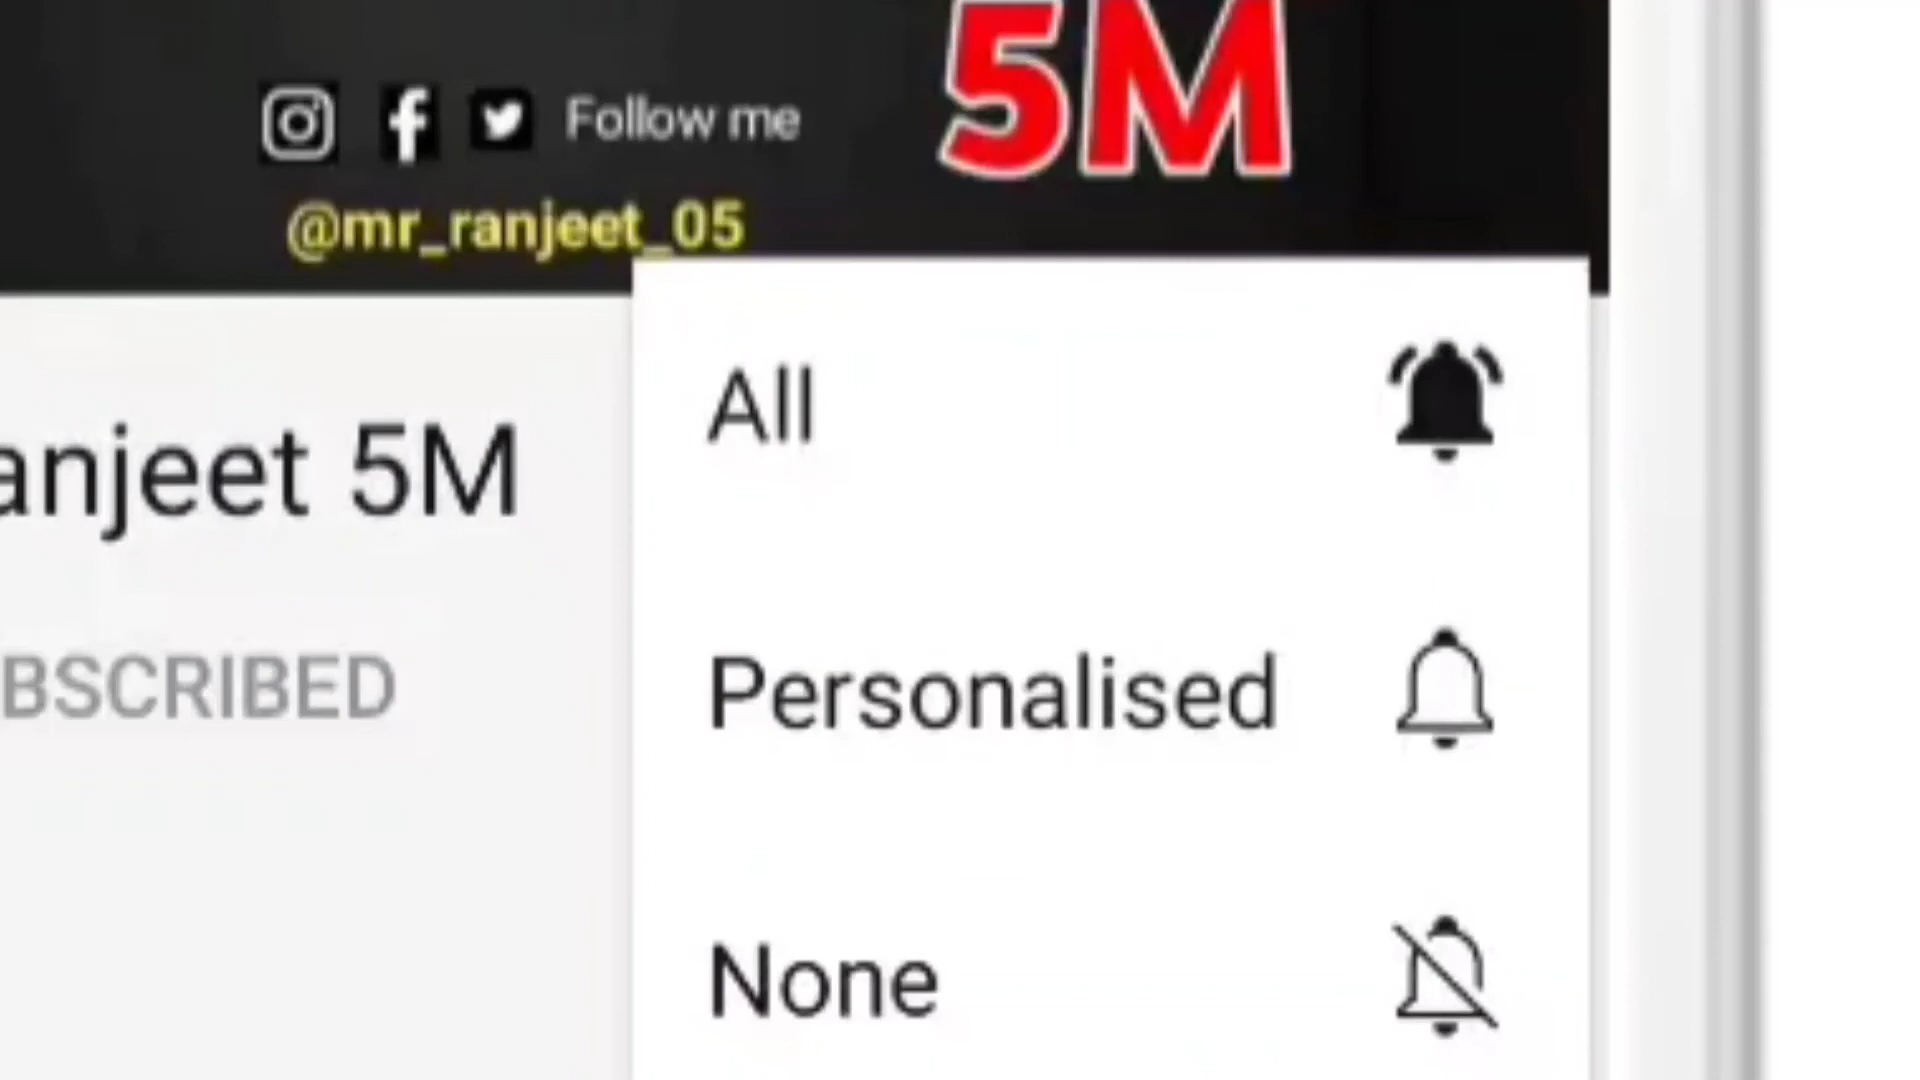 5M
Follow me
@mr_ranjeet_05
All
anjeet 5M
Personalised
BSCRIBED
None